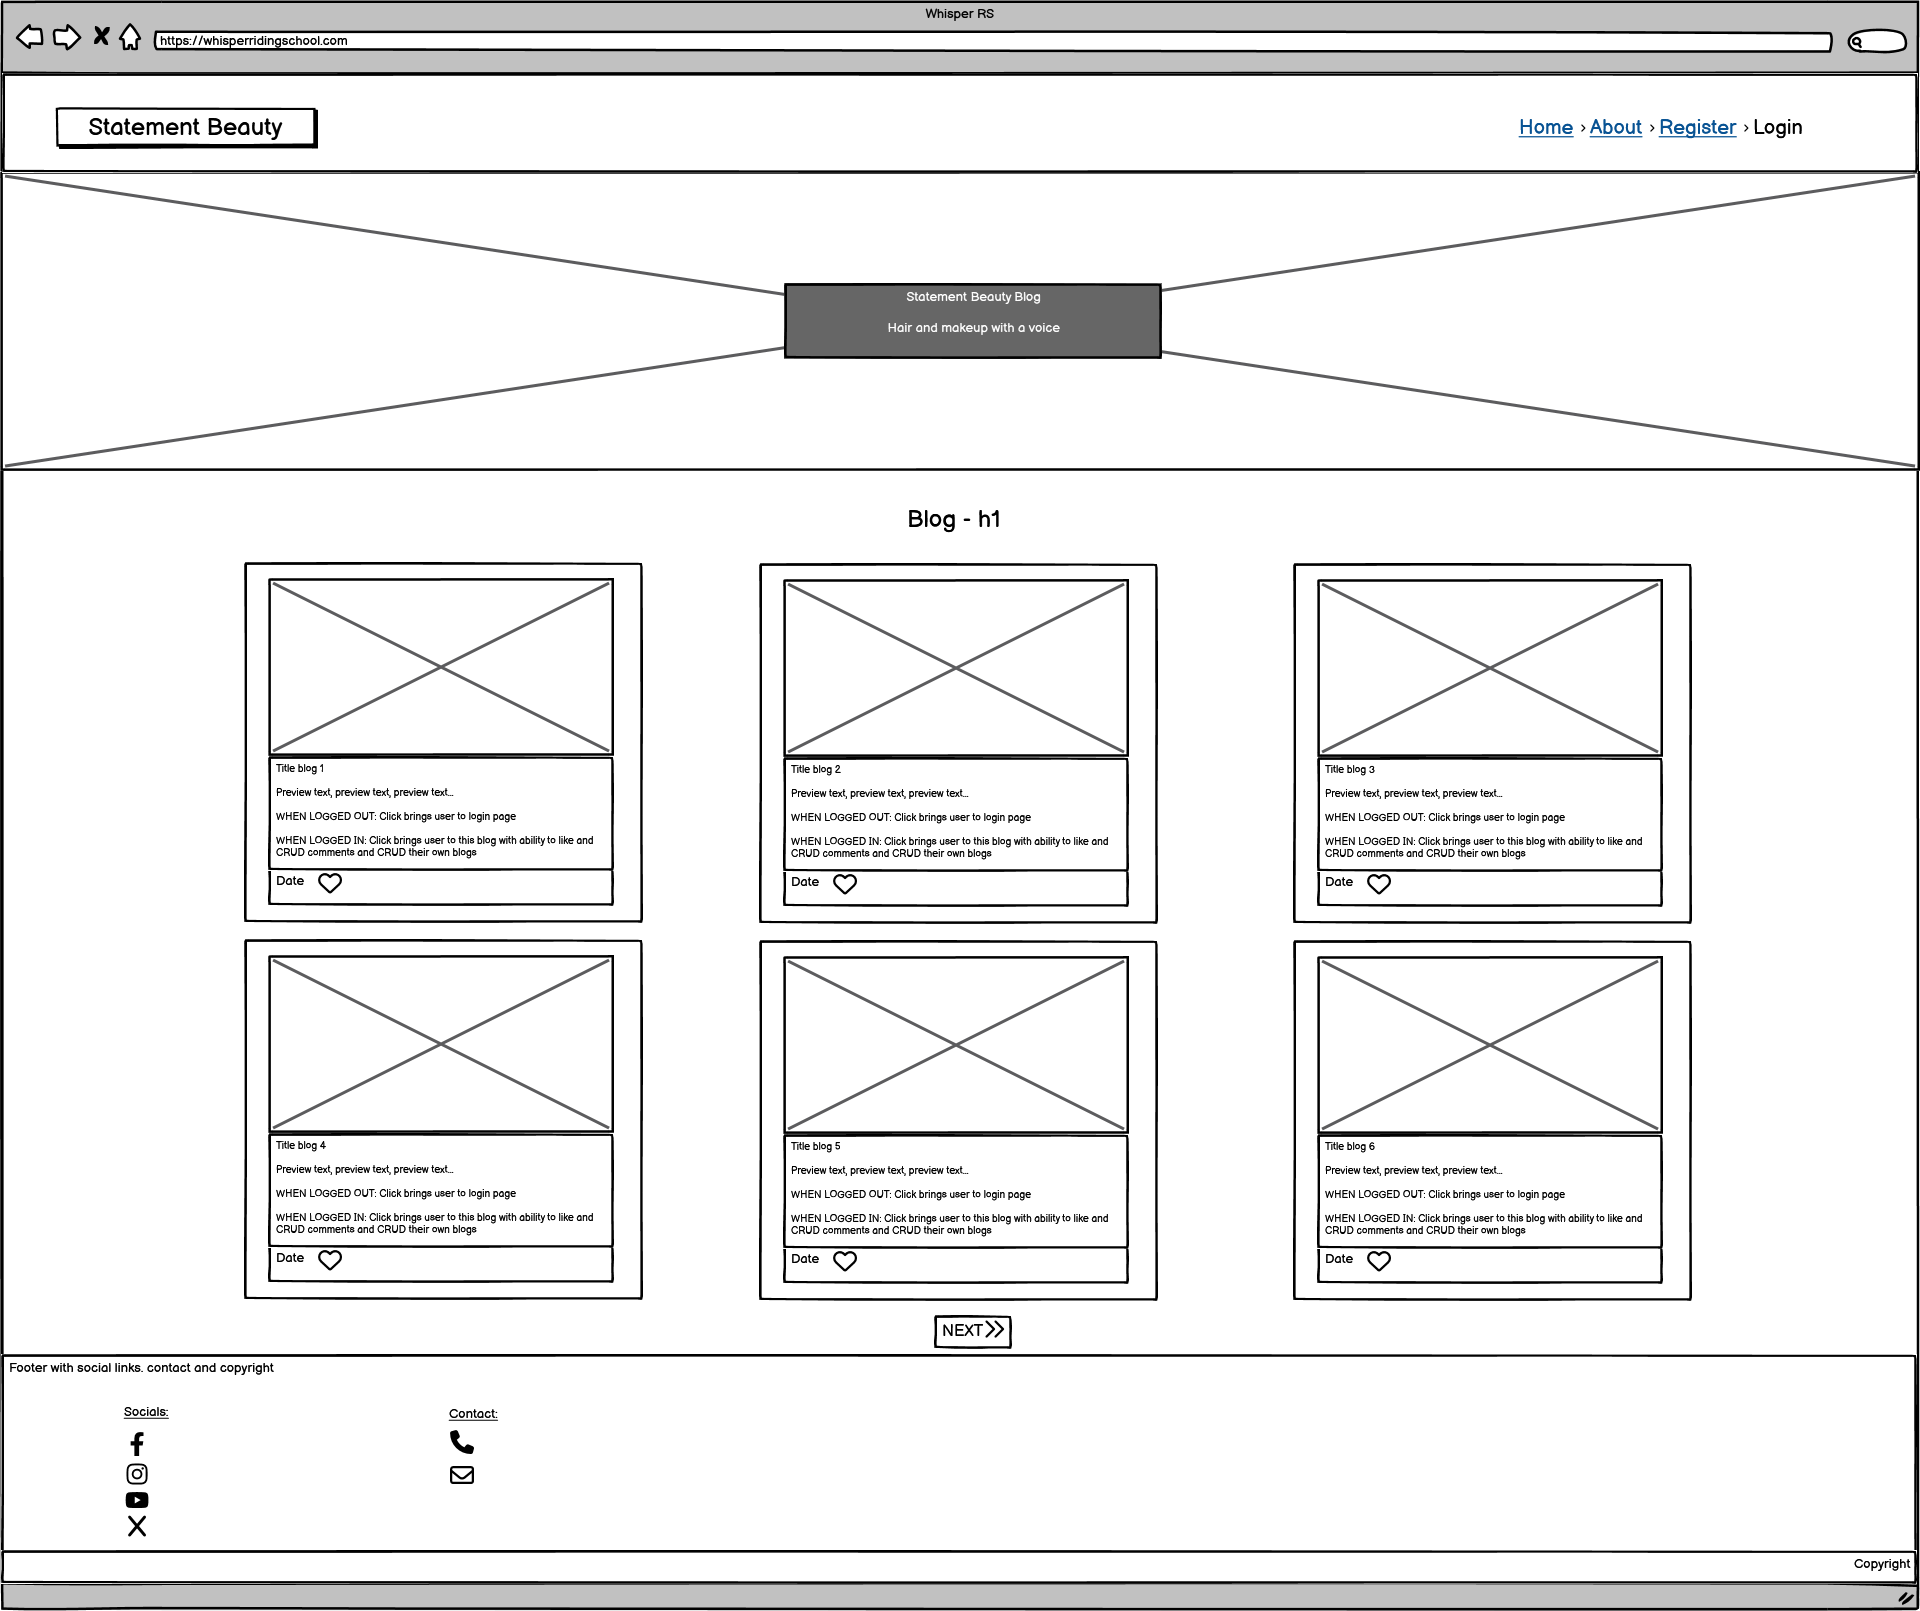 Whisper RS
https://whisperridingschool.com
Statement Beauty
Home › About › Register › Login
Statement Beauty Blog
Hair and makeup with a voice
Blog - h1
Title blog 1
Preview text, preview text, preview text...
WHEN LOGGED OUT: Click brings user to login page
WHEN LOGGED IN: Click brings user to this blog with ability to like and
CRUD comments and CRUD their own blogs
Date
Title blog 2
Preview text, preview text, preview text...
WHEN LOGGED OUT: Click brings user to login page
WHEN LOGGED IN: Click brings user to this blog with ability to like and
CRUD comments and CRUD their own blogs
Date
Title blog 3
Preview text, preview text, preview text...
WHEN LOGGED OUT: Click brings user to login page
WHEN LOGGED IN: Click brings user to this blog with ability to like and
CRUD comments and CRUD their own blogs
Date
Title blog 4
Preview text, preview text, preview text...
WHEN LOGGED OUT: Click brings user to login page
WHEN LOGGED IN: Click brings user to this blog with ability to like and
CRUD comments and CRUD their own blogs
Date
Title blog 5
Preview text, preview text, preview text...
WHEN LOGGED OUT: Click brings user to login page
WHEN LOGGED IN: Click brings user to this blog with ability to like and
CRUD comments and CRUD their own blogs
Date
Title blog 6
Preview text, preview text, preview text...
WHEN LOGGED OUT: Click brings user to login page
WHEN LOGGED IN: Click brings user to this blog with ability to like and
CRUD comments and CRUD their own blogs
Date
NEXT
Footer with social links. contact and copyright
Socials:
Contact:
Copyright